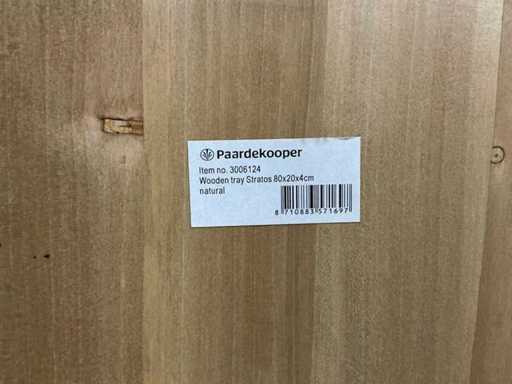 Paardekooper
Item no. 3006124
Wooden tray Stratos 80x20x4cm
natural
8 710883 571697